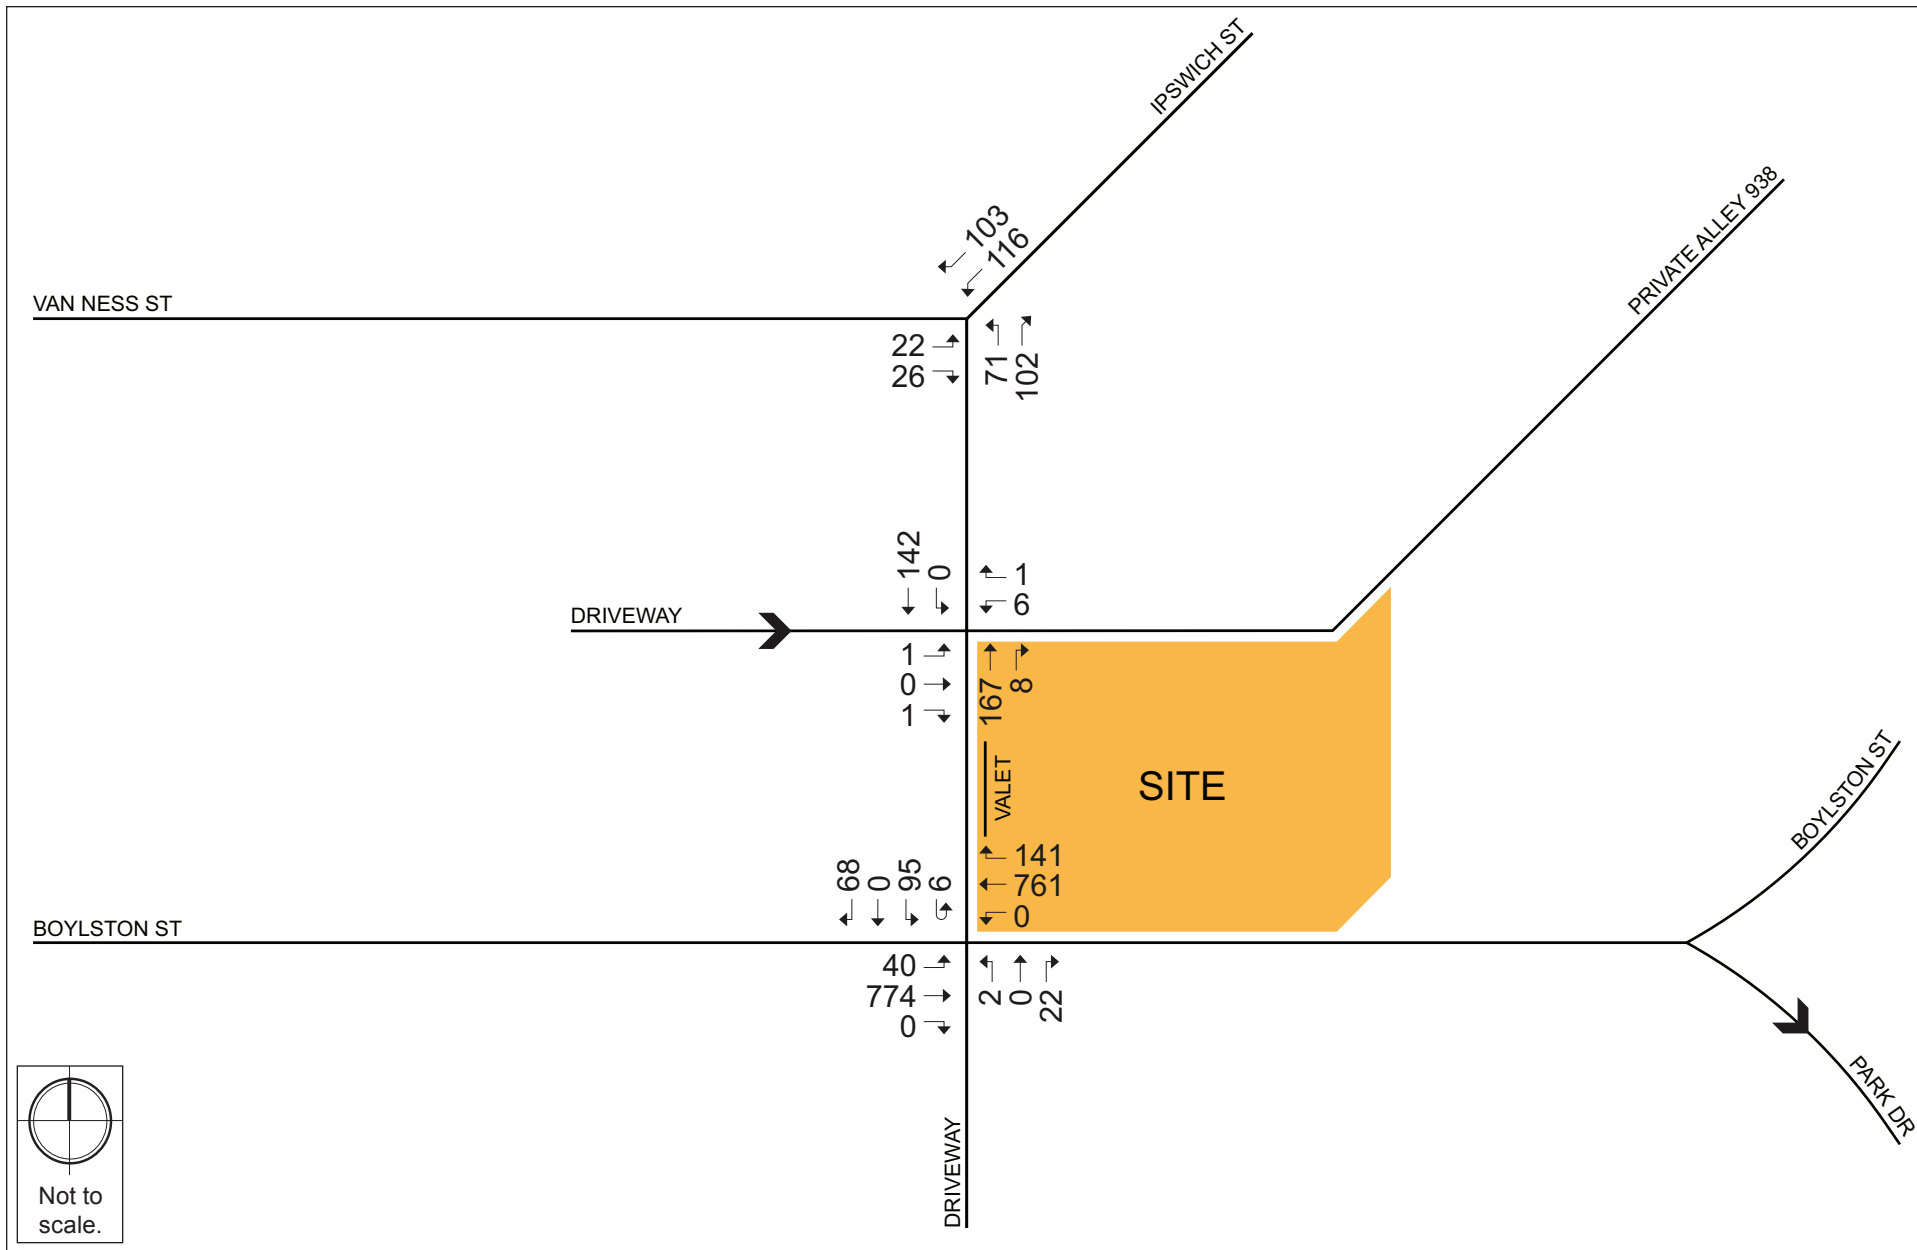 IPSWICH ST
PRIVATE ALLEY 938
103
116
VAN NESS ST
22
26
71
102
142
0
1
6
DRIVEWAY
1
0
1
167
8
VALET
SITE
BOYLSTON ST
68
0
95
6
141
761
0
BOYLSTON ST
40
774
0
2
0
22
PARK DR
DRIVEWAY
Not to
scale.